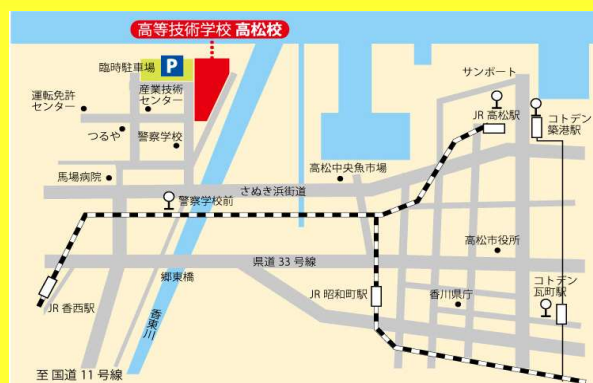 高等技術学校 高松校
臨時駐車場
P
サンポート
運転免許
センター
産業技術
センター
JR 高松駅
コトデン
築港駅
つるや
警察学校
高松中央魚市場
馬場病院
さぬき浜街道
警察学校前
高松市役所
県道 33 号線
郷東橋
コトデン
瓦町駅
JR 香西駅
JR 昭和町駅
香川県庁
香東川
至 国道 11 号線